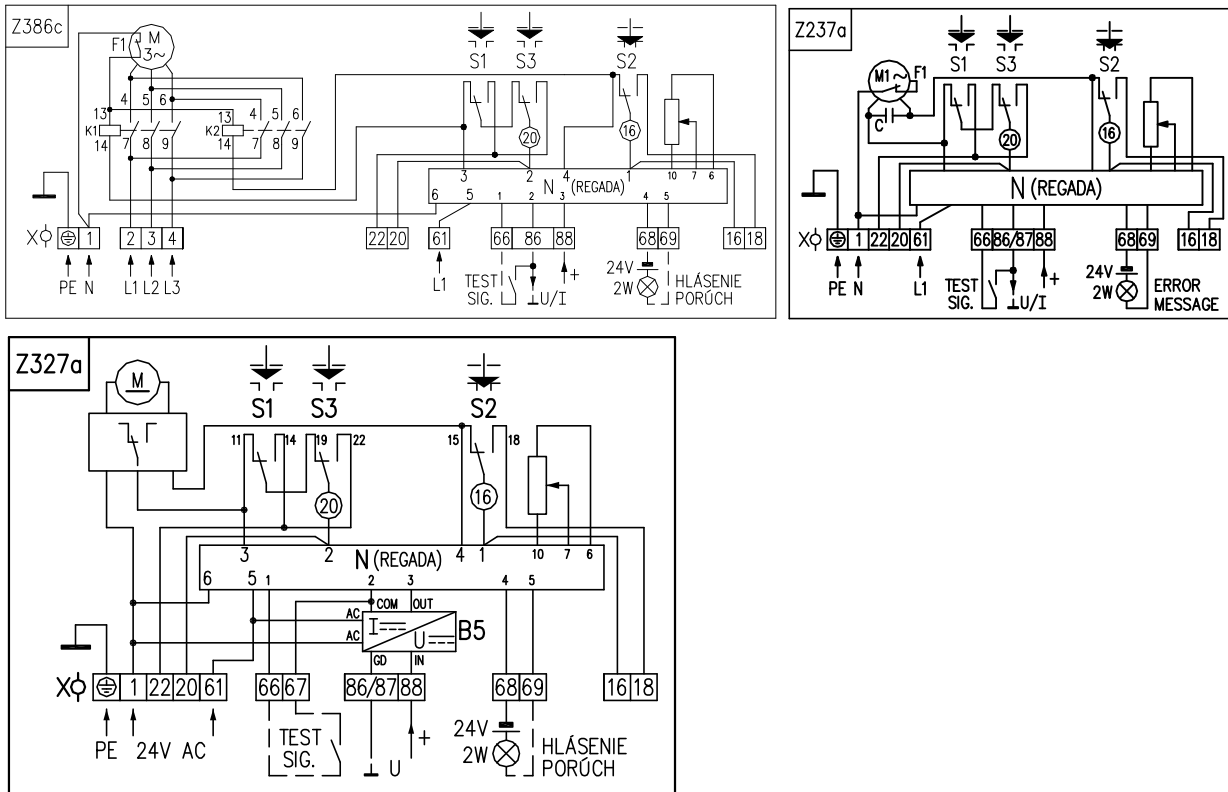 Z386c
F1
M
3~
S1 S3 S2
4 5 6
13
K1
14
7 8 9
13
K2
14
4 5 6
7 8 9
20
16
3 2 4 1 10 7 6
N (REGADA)
6 5 1 2 3 4 5
X
1 2 3 4 22 20 61 66 86 88 68 69 16 18
PE N L1 L2 L3
L1
TEST
SIG.
U/I
+
24V
2W
HLÁSENIE
PORÚCH
Z237a
S1 S3 S2
M1~
F1
C
20
16
N (REGADA)
X
1 22 20 61 66 86/87 88 68 69 16 18
PE N L1
TEST
SIG.
U/I
+
24V
2W
ERROR
MESSAGE
Z327a
M
S1 S3 S2
11 14 19 22 15 18
20
16
3 2 4 1 10 7 6
N (REGADA)
6 5 1 2 3 4 5
COM OUT
AC
AC
I U
B5
GD IN
X
1 22 20 61 66 67 86/87 88 68 69 16 18
PE 24V AC
TEST
SIG.
U
+
24V
2W
HLÁSENIE
PORÚCH